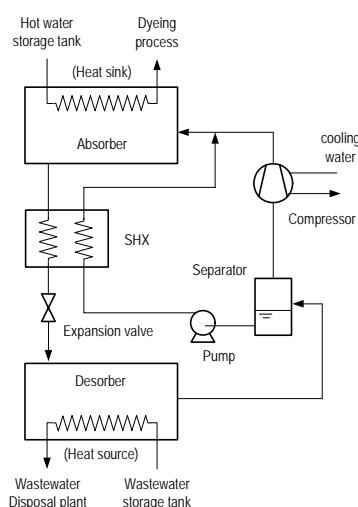 Hot water
storage tank
Dyeing
process
(Heat sink)
Absorber
cooling
water
Compressor
SHX
Separator
Expansion valve
Pump
Desorber
(Heat source)
Wastewater
Disposal plant
Wastewater
storage tank